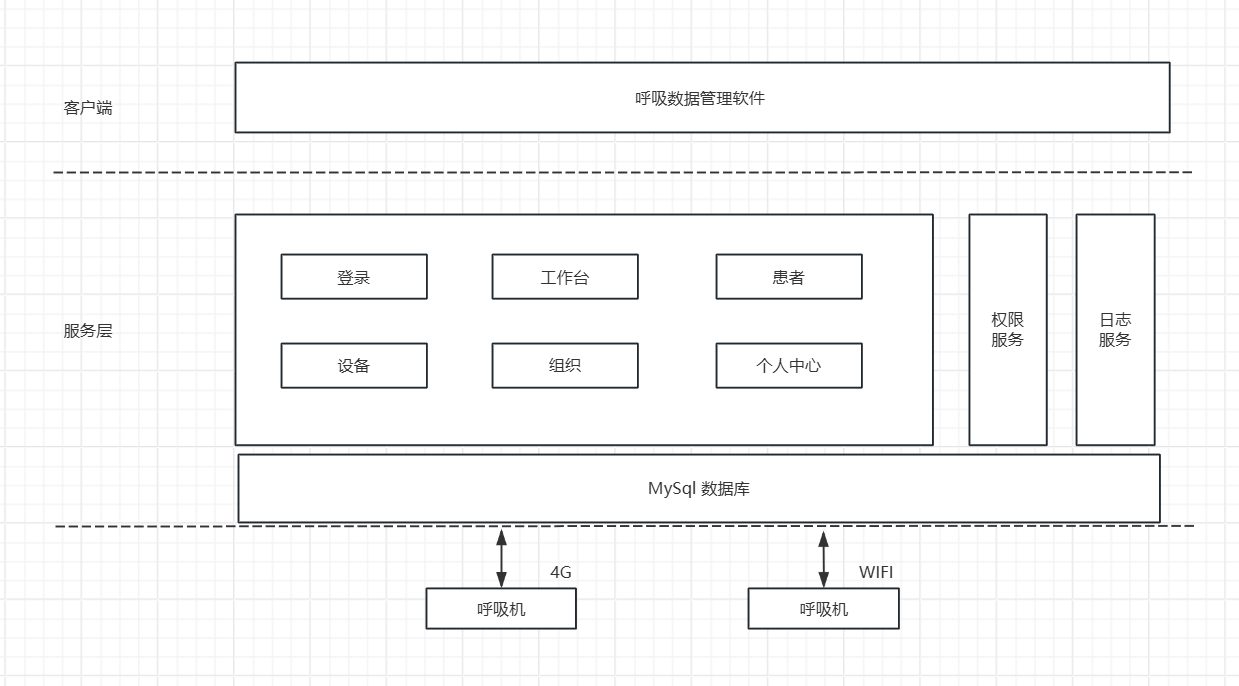 客户端
呼吸数据管理软件
服务层
登录
工作台
患者
设备
组织
个人中心
权限
服务
日志
服务
MySql 数据库
4G
WIFI
呼吸机
呼吸机